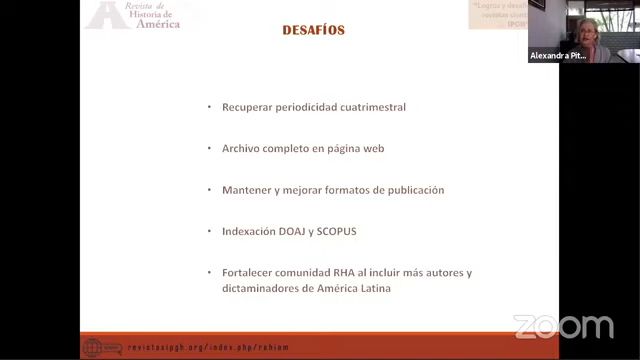 Revista de
Historia de
América
DESAFÍOS
Alexandra Pit...
• Recuperar periodicidad cuatrimestral
• Archivo completo en página web
• Mantener y mejorar formatos de publicación
• Indexación DOAJ y SCOPUS
• Fortalecer comunidad RHA al incluir más autores y
dictaminadores de América Latina
zoom
revistasipgh.org/index.php/rehiam